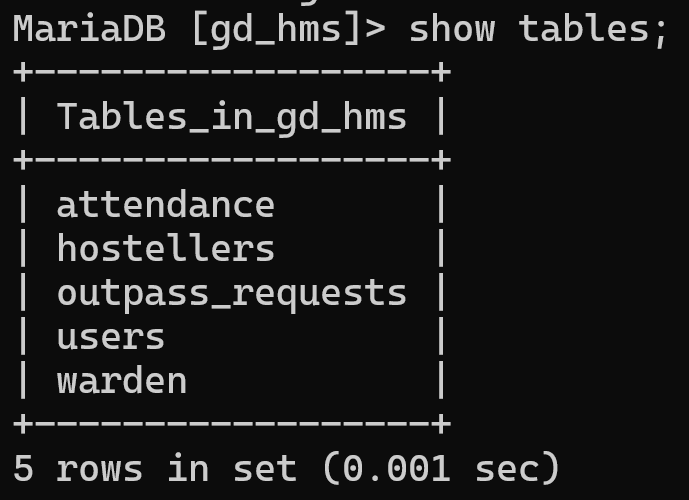 MariaDB [gd_hms]> show tables;
+------------------+
| Tables_in_gd_hms |
+------------------+
| attendance       |
| hostellers       |
| outpass_requests |
| users            |
| warden           |
+------------------+
5 rows in set (0.001 sec)